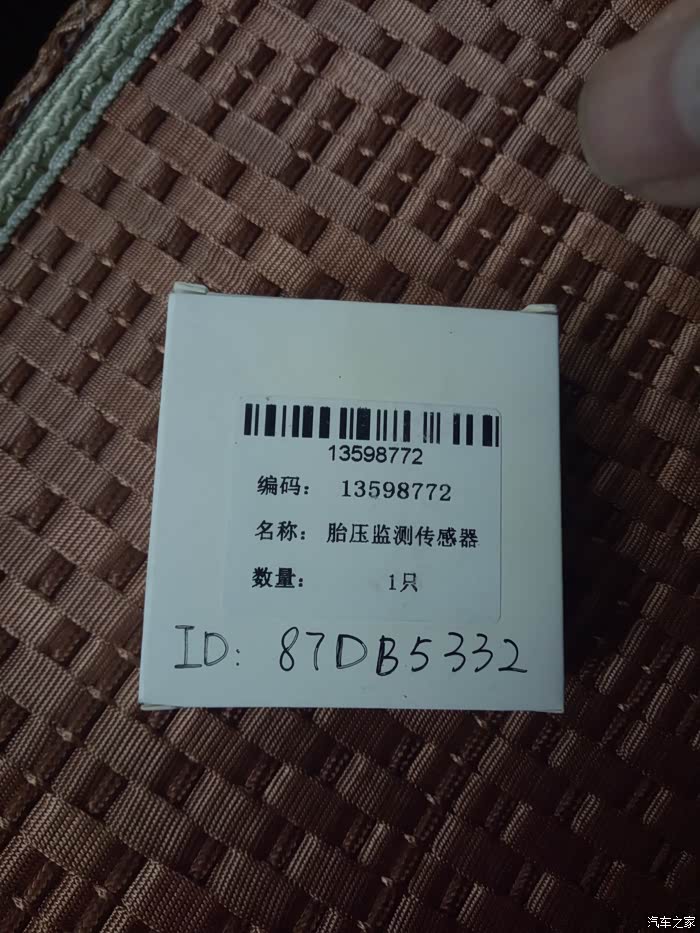 13598772
编码： 13598772
名称：胎压监测传感器
数量： 1只
ID: 87DB5332
汽车之家